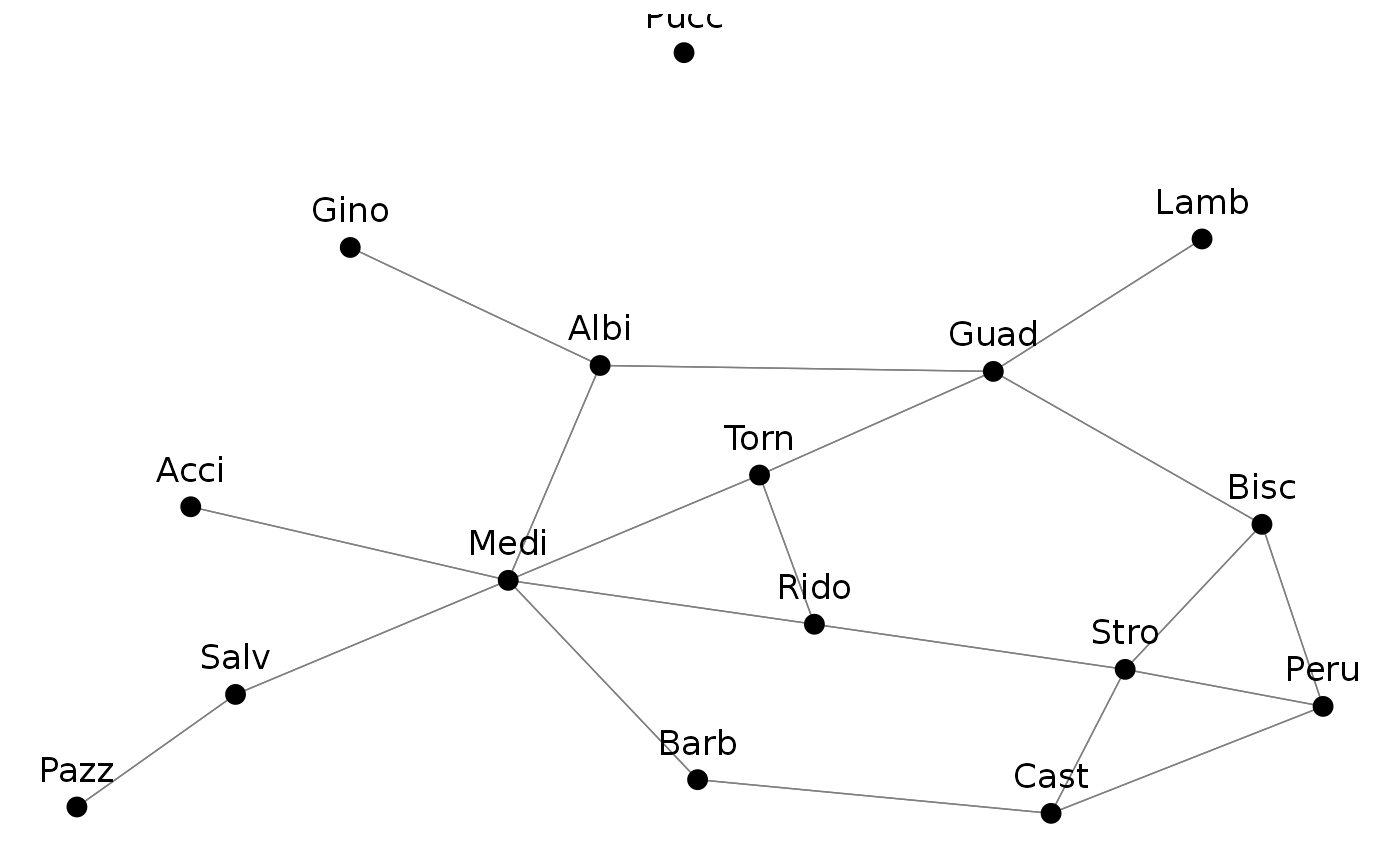 Pucc
Gino
Lamb
Albi
Guad
Torn
Acci
Bisc
Medi
Rido
Stro
Salv
Peru
Barb
Pazz
Cast